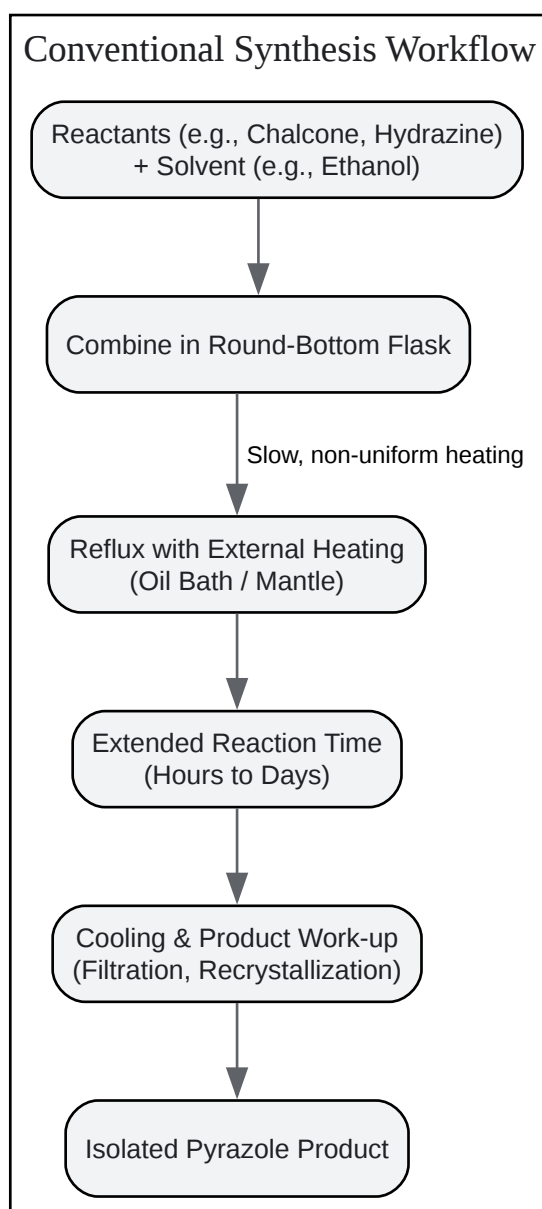 Conventional Synthesis Workflow
Reactants (e.g., Chalcone, Hydrazine)
+ Solvent (e.g., Ethanol)
Combine in Round-Bottom Flask
Slow, non-uniform heating
Reflux with External Heating
(Oil Bath / Mantle)
Extended Reaction Time
(Hours to Days)
Cooling & Product Work-up
(Filtration, Recrystallization)
Isolated Pyrazole Product